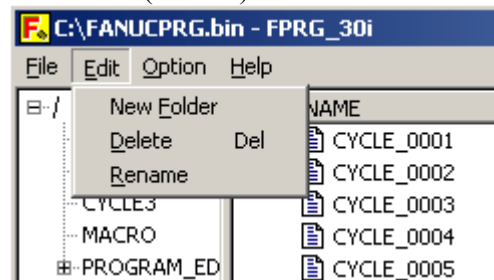 C:\FANUCPRG.bin - FPRG_30i
File Edit Option Help
/
New Folder
Delete Del
Rename
NAME
CYCLE_0001
CYCLE_0002
CYCLE3 CYCLE_0003
MACRO CYCLE_0004
PROGRAM_ED CYCLE_0005